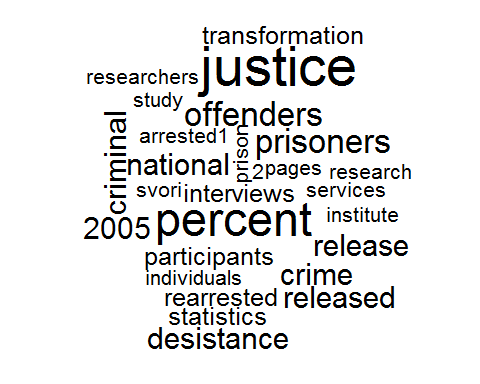 transformation
researchers justice
study
offenders
arrested1 prisoners
criminal prison
national 2pages research
svori interviews services
2005 percent institute
participants release
individuals crime
rearrested released
statistics
desistance